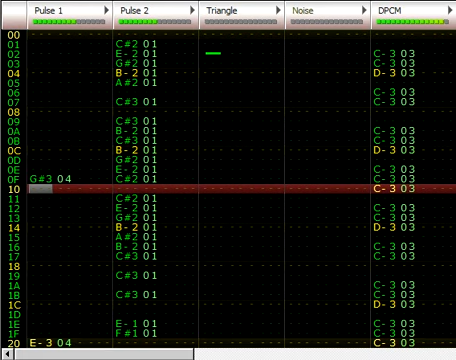 Pulse 1 Pulse 2 Triangle Noise DPCM
00
01 C#2 01
02 E-2 01 C-3 03
03 G#2 01 C-3 03
04 B-2 01 D-3 03
05 A#2 01
06 C-3 03
07 C#3 01 C-3 03
08
09 C#3 01
0A B-2 01 C-3 03
0B C#3 01 C-3 03
0C B-2 01 D-3 03
0D G#2 01
0E E-2 01 C-3 03
0F G#3 04 C#2 01 C-3 03
10 C-3 03
11 C#2 01
12 E-2 01 C-3 03
13 G#2 01 C-3 03
14 B-2 01 D-3 03
15 A#2 01
16 B-2 01 C-3 03
17 C#3 01 C-3 03
18
19 C#3 01
1A C-3 03
1B C#3 01 C-3 03
1C D-3 03
1D
1E E-1 01 C-3 03
1F F#1 01 C-3 03
20 E-3 04 C-3 03